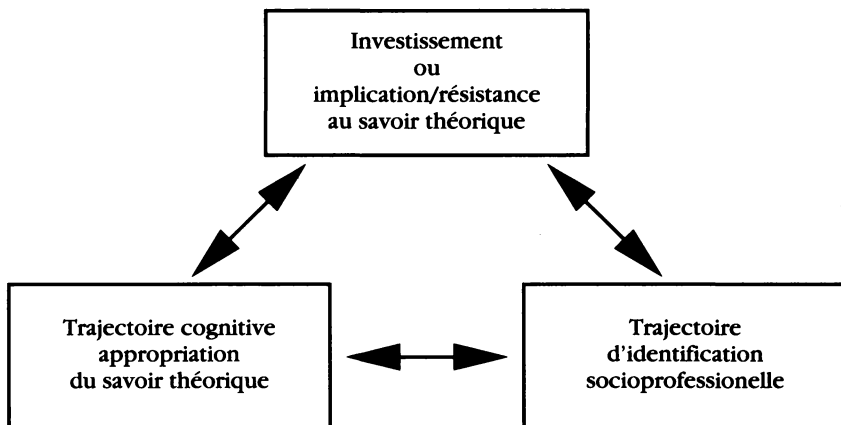 Investissement
ou
implication/résistance
au savoir théorique
Trajectoire cognitive
appropriation
du savoir théorique
Trajectoire
d'identification
socioprofessionelle